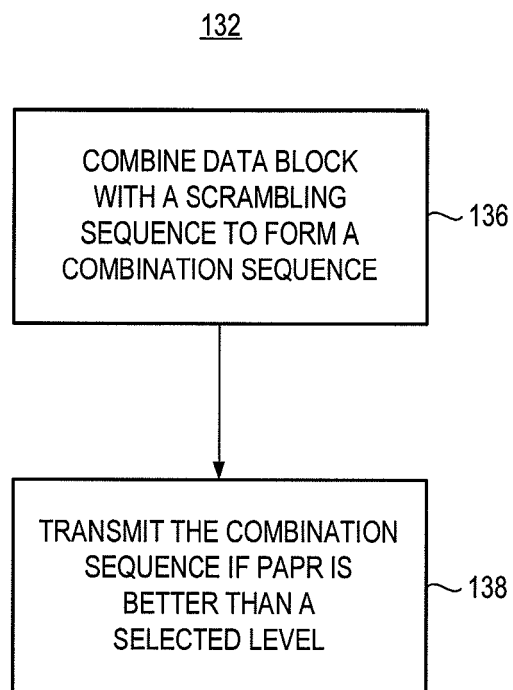 132
COMBINE DATA BLOCK
WITH A SCRAMBLING
SEQUENCE TO FORM A
COMBINATION SEQUENCE
136
TRANSMIT THE COMBINATION
SEQUENCE IF PAPR IS
BETTER THAN A
SELECTED LEVEL
138